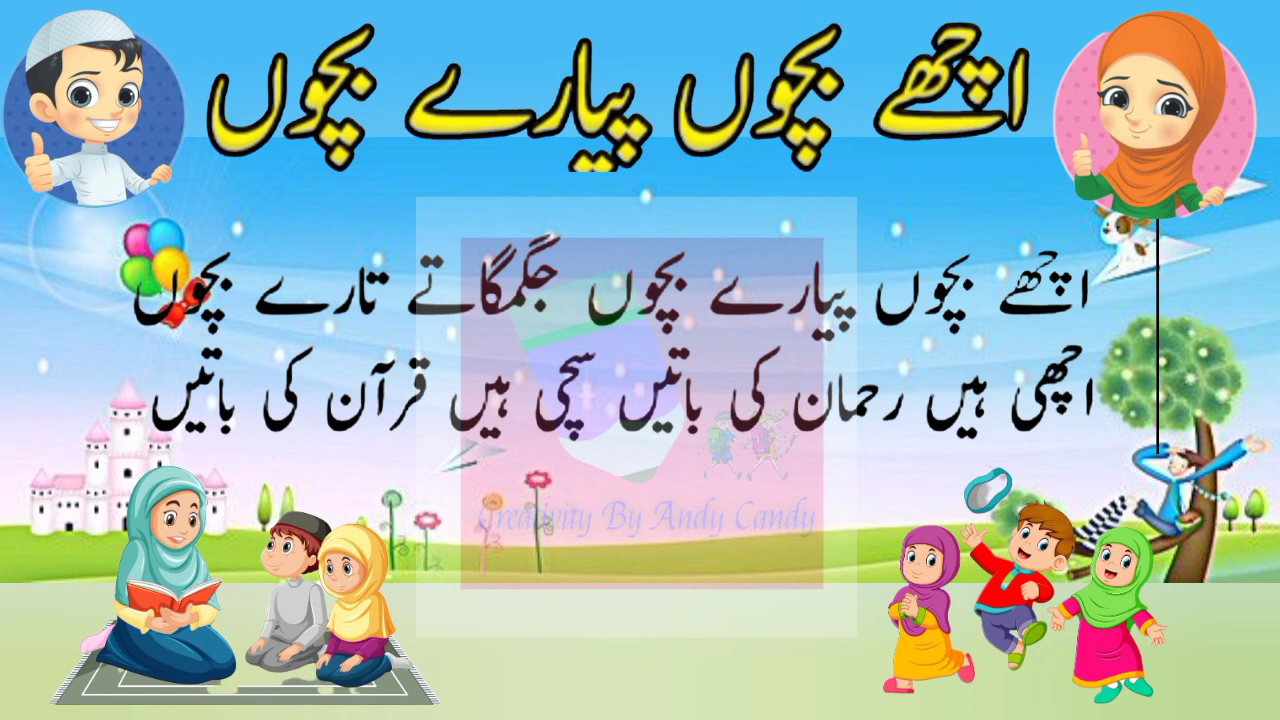 اچھے بچوں پیارے بچوں
اچھے بچوں پیارے بچوں جگمگاتے تارے بچوں
اچھی ہیں رحمان کی باتیں سچی ہیں قرآن کی باتیں
Creativity By Andy Candy